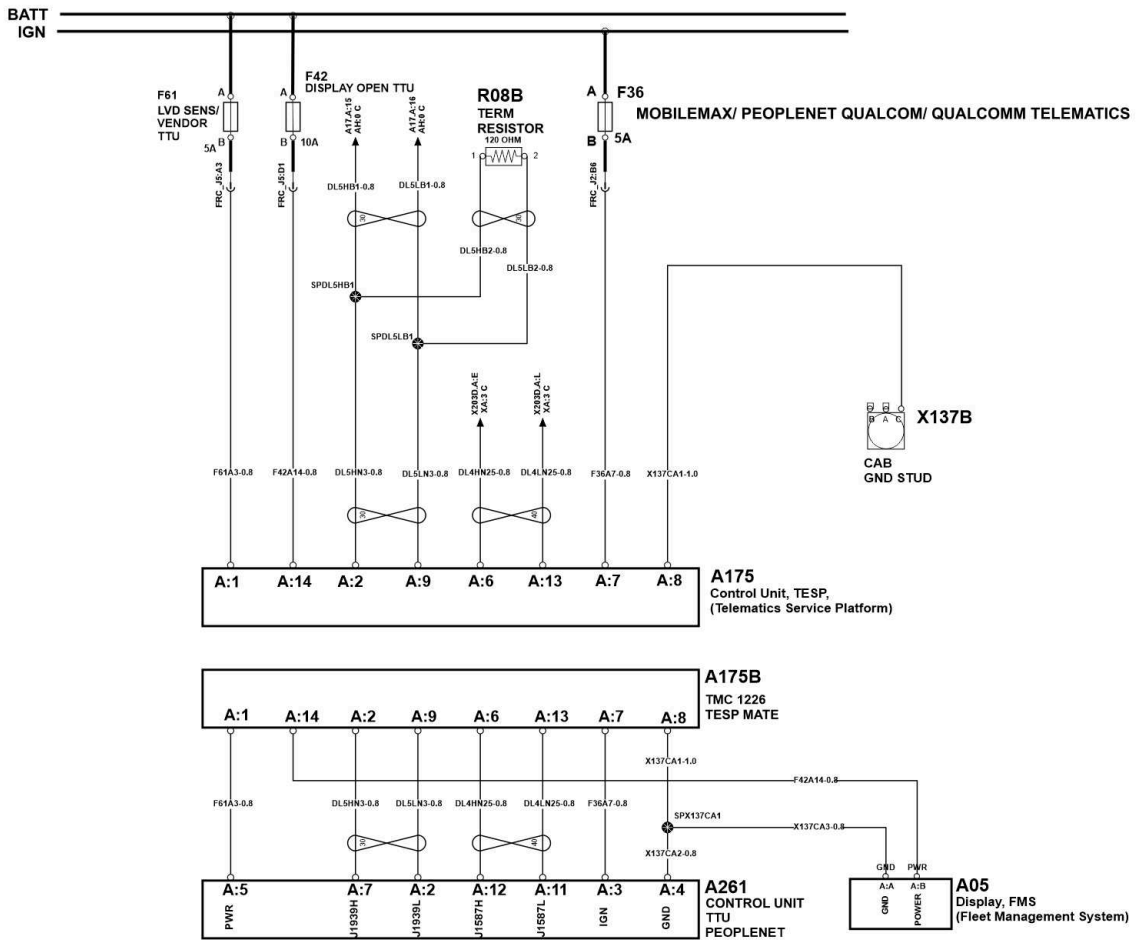 BATT
IGN
F61
LVD SENS/
VENDOR
TTU
A
B
5A
FRC_J5:A3
F42
DISPLAY OPEN TTU
A
B
10A
FRC_J5:D1
A17.A:15
AH:0 C
A17.A:16
AH:0 C
R08B
TERM
RESISTOR
120 OHM
1
2
A
F36
MOBILEMAX/ PEOPLENET QUALCOM/ QUALCOMM TELEMATICS
B
5A
FRC_J2:B6
DL5HB1-0.8
DL5LB1-0.8
30
30
DL5HB2-0.8
DL5LB2-0.8
SPDL5HB1
SPDL5LB1
X203D.A:E
XA:3 C
X203D.A:L
XA:3 C
B
A
C
X137B
CAB
GND STUD
F61A3-0.8
F42A14-0.8
DL5HN3-0.8
DL5LN3-0.8
DL4HN25-0.8
DL4LN25-0.8
F36A7-0.8
X137CA1-1.0
30
40
A:1
A:14
A:2
A:9
A:6
A:13
A:7
A:8
A175
Control Unit, TESP,
(Telematics Service Platform)
A175B
TMC 1226
TESP MATE
A:1
A:14
A:2
A:9
A:6
A:13
A:7
A:8
X137CA1-1.0
F42A14-0.8
F61A3-0.8
DL5HN3-0.8
DL5LN3-0.8
DL4HN25-0.8
DL4LN25-0.8
F36A7-0.8
SPX137CA1
X137CA3-0.8
30
40
X137CA2-0.8
A:5
A:7
A:2
A:12
A:11
A:3
A:4
PWR
J1939H
J1939L
J1587H
J1587L
IGN
GND
A261
CONTROL UNIT
TTU
PEOPLENET
GND
PWR
A:A
A:B
GND
POWER
A05
Display, FMS
(Fleet Management System)